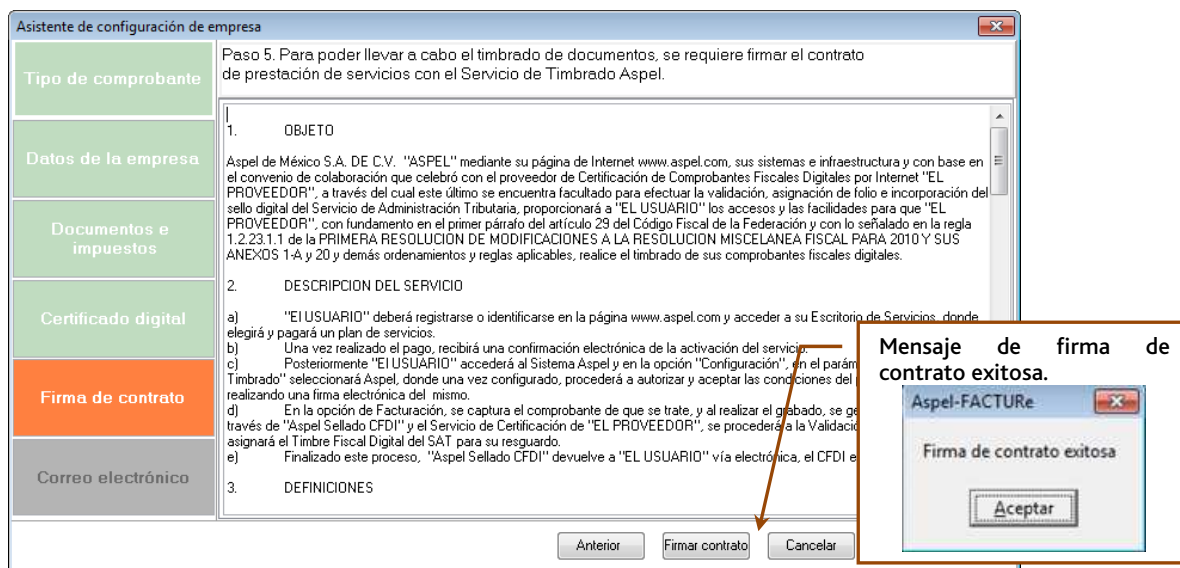 Asistente de configuración de empresa
Paso 5. Para poder llevar a cabo el timbrado de documentos, se requiere firmar el contrato
de prestación de servicios con el Servicio de Timbrado Aspel.
Tipo de comprobante
Datos de la empresa
Documentos e
impuestos
Certificado digital
Firma de contrato
Correo electrónico
1. OBJETO
Aspel de México S.A. DE C.V. "ASPEL" mediante su página de Internet www.aspel.com, sus sistemas e infraestructura y con base en
el convenio de colaboración que celebró con el proveedor de Certificación de Comprobantes Fiscales Digitales por Internet "EL
PROVEEDOR", a través del cual este último se encuentra facultado para efectuar la validación, asignación de folio e incorporación del
sello digital del Servicio de Administración Tributaria, proporcionará a "EL USUARIO" los accesos y las facilidades para que "EL
PROVEEDOR", con fundamento en el primer párrafo del artículo 29 del Código Fiscal de la Federación y con lo señalado en la regla
1.2.23.1.1 de la PRIMERA RESOLUCION DE MODIFICACIONES A LA RESOLUCION MISCELANEA FISCAL PARA 2010 Y SUS
ANEXOS 1-A y 20 y demás ordenamientos y reglas aplicables, realice el timbrado de sus comprobantes fiscales digitales.
2. DESCRIPCION DEL SERVICIO
a) "El USUARIO" deberá registrarse o identificarse en la página www.aspel.com y acceder a su Escritorio de Servicios, donde
elegirá y pagará un plan de servicios.
b) Una vez realizado el pago, recibirá una confirmación electrónica de la activación del servicio.
c) Posteriormente "El USUARIO" accederá al Sistema Aspel y en la opción "Configuración", en el parám
Timbrado" seleccionará Aspel, donde una vez configurado, procederá a autorizar y aceptar las condiciones del
realizando una firma electrónica del mismo.
d) En la opción de Facturación, se captura el comprobante de que se trate, y al realizar el grabado, se ge
través de "Aspel Sellado CFDI" y el Servicio de Certificación de "EL PROVEEDOR", se procederá a la Validació
asignará el Timbre Fiscal Digital del SAT para su resguardo.
e) Finalizado este proceso, "Aspel Sellado CFDI" devuelve a "EL USUARIO" vía electrónica, el CFDI e
3. DEFINICIONES
Anterior
Firmar contrato
Cancelar
Mensaje de firma de
contrato exitosa.
Aspel-FACTURe
Firma de contrato exitosa
Aceptar